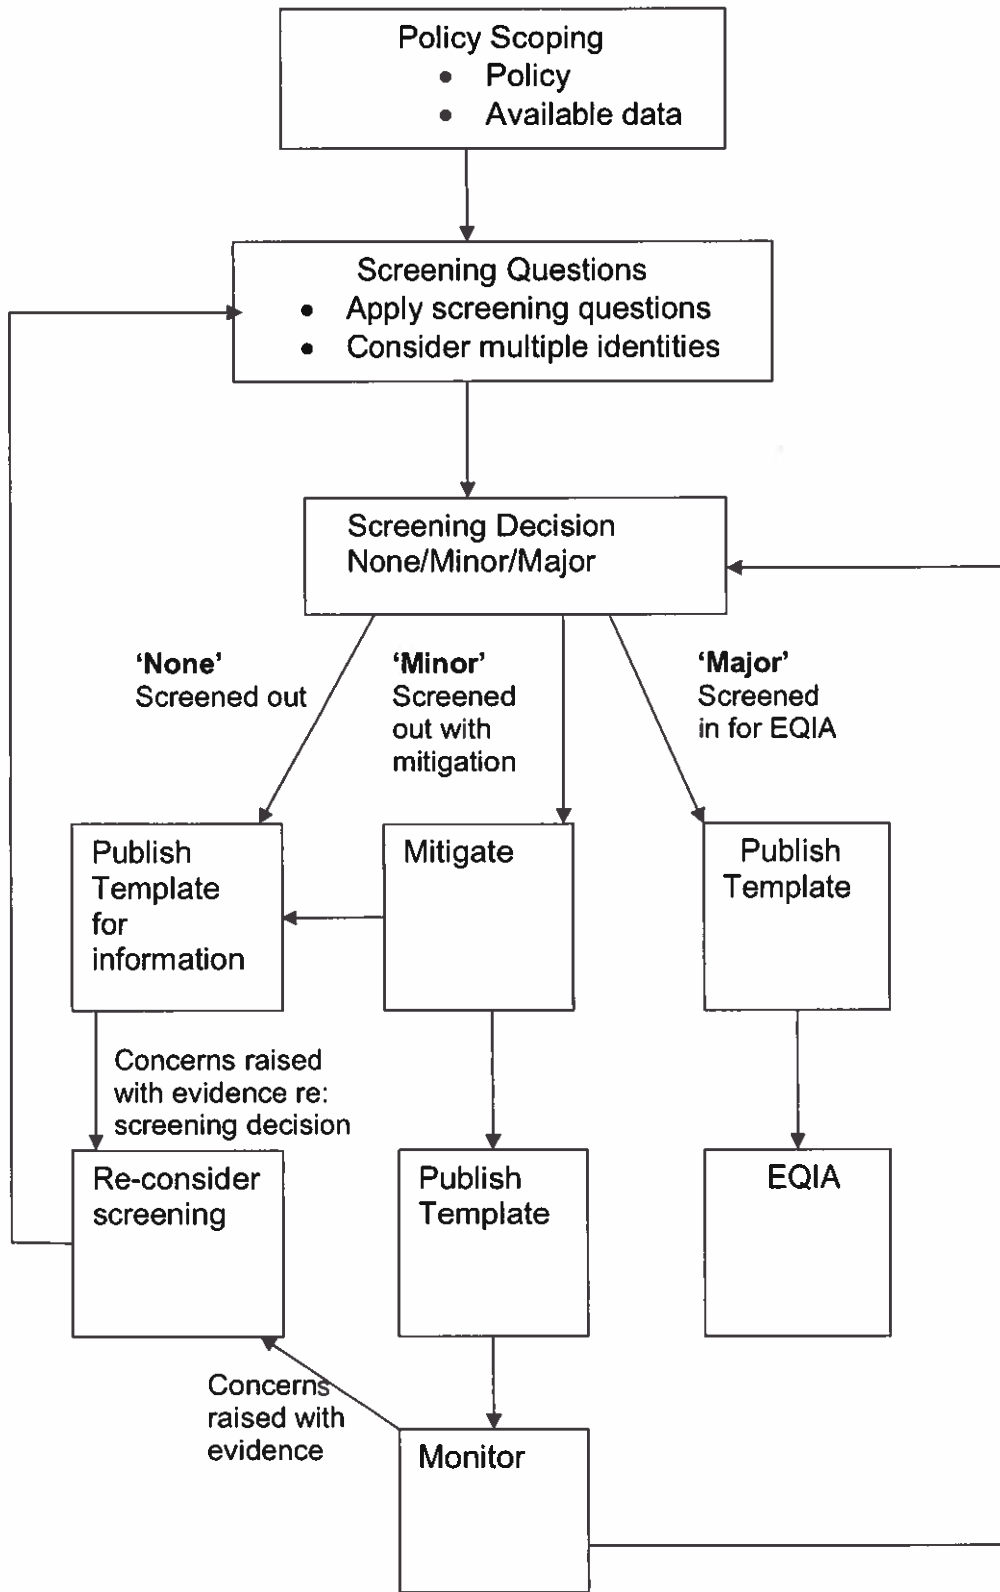 Policy Scoping
• Policy
• Available data
Screening Questions
• Apply screening questions
• Consider multiple identities
Screening Decision
None/Minor/Major
‘None’
Screened out
‘Minor’
Screened
out with
mitigation
‘Major’
Screened
in for EQIA
Publish
Template
for
information
Mitigate
Publish
Template
Concerns raised
with evidence re:
screening decision
Re-consider
screening
Publish
Template
EQIA
Concerns
raised with
evidence
Monitor